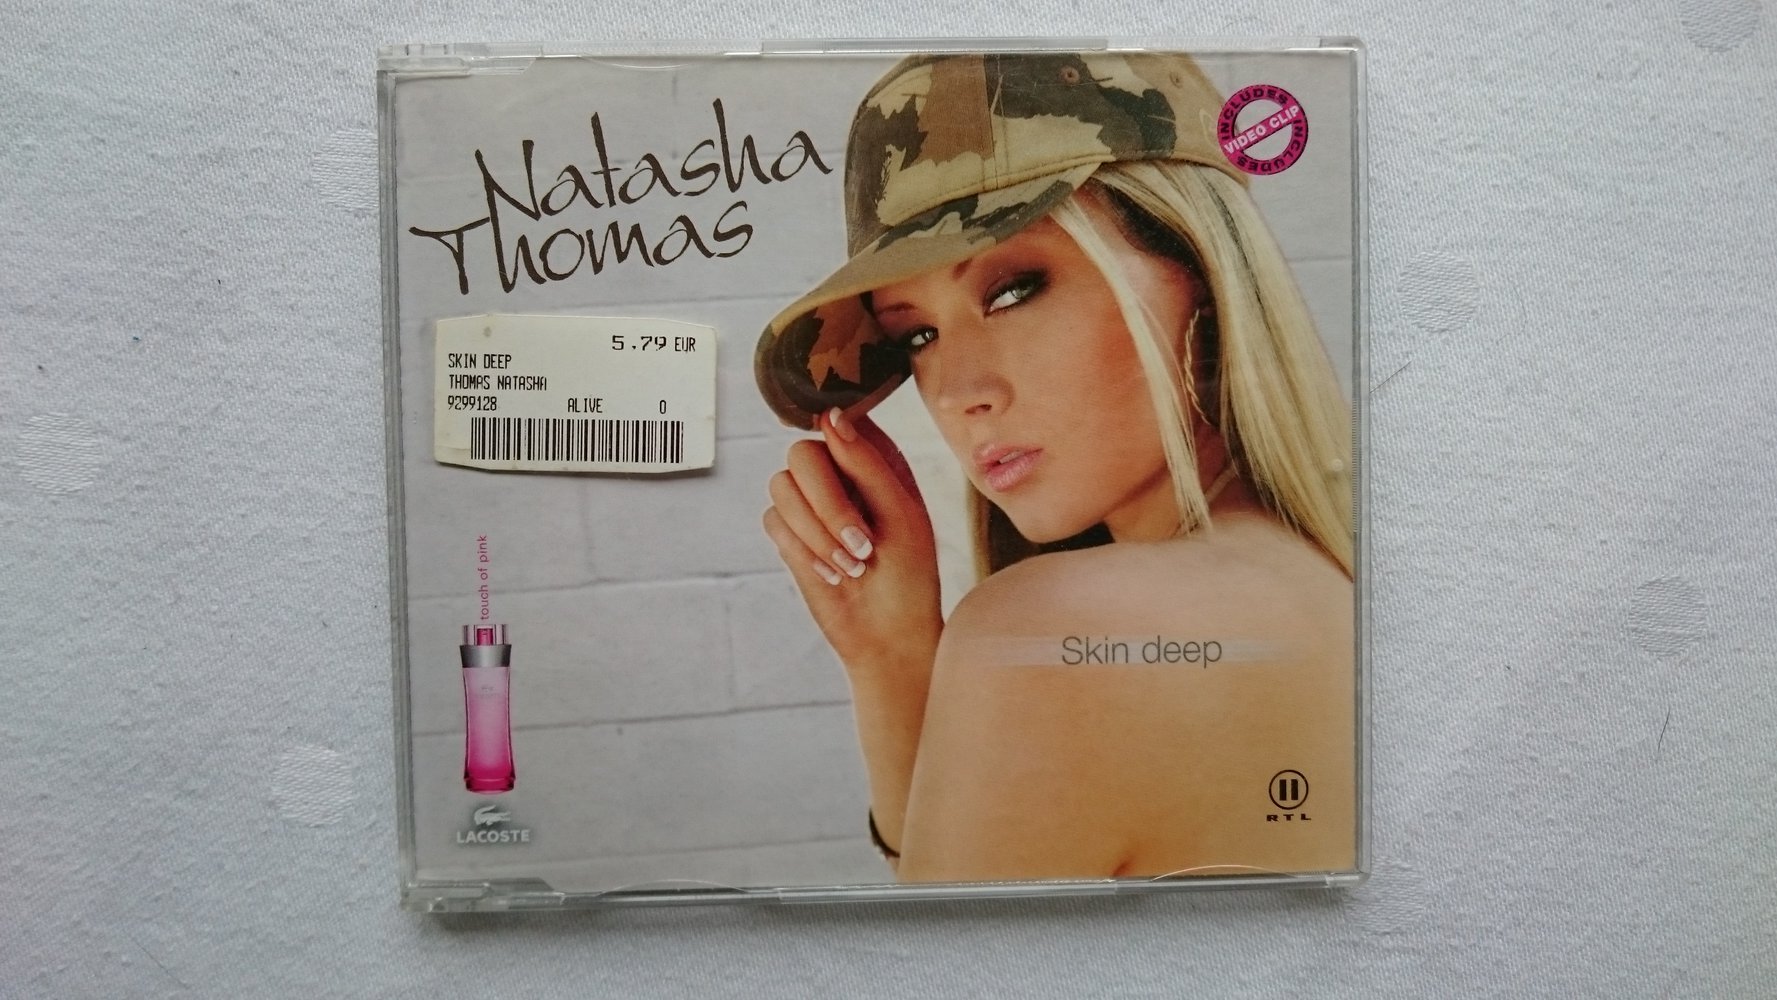 Natasha
Thomas
INCLUDES
VIDEO CLIP
INCLUDES
5.79 EUR
SKIN DEEP
THOMAS NATASHA
9299128 ALIVE 0
touch of pink
LACOSTE
Skin deep
II
RTL